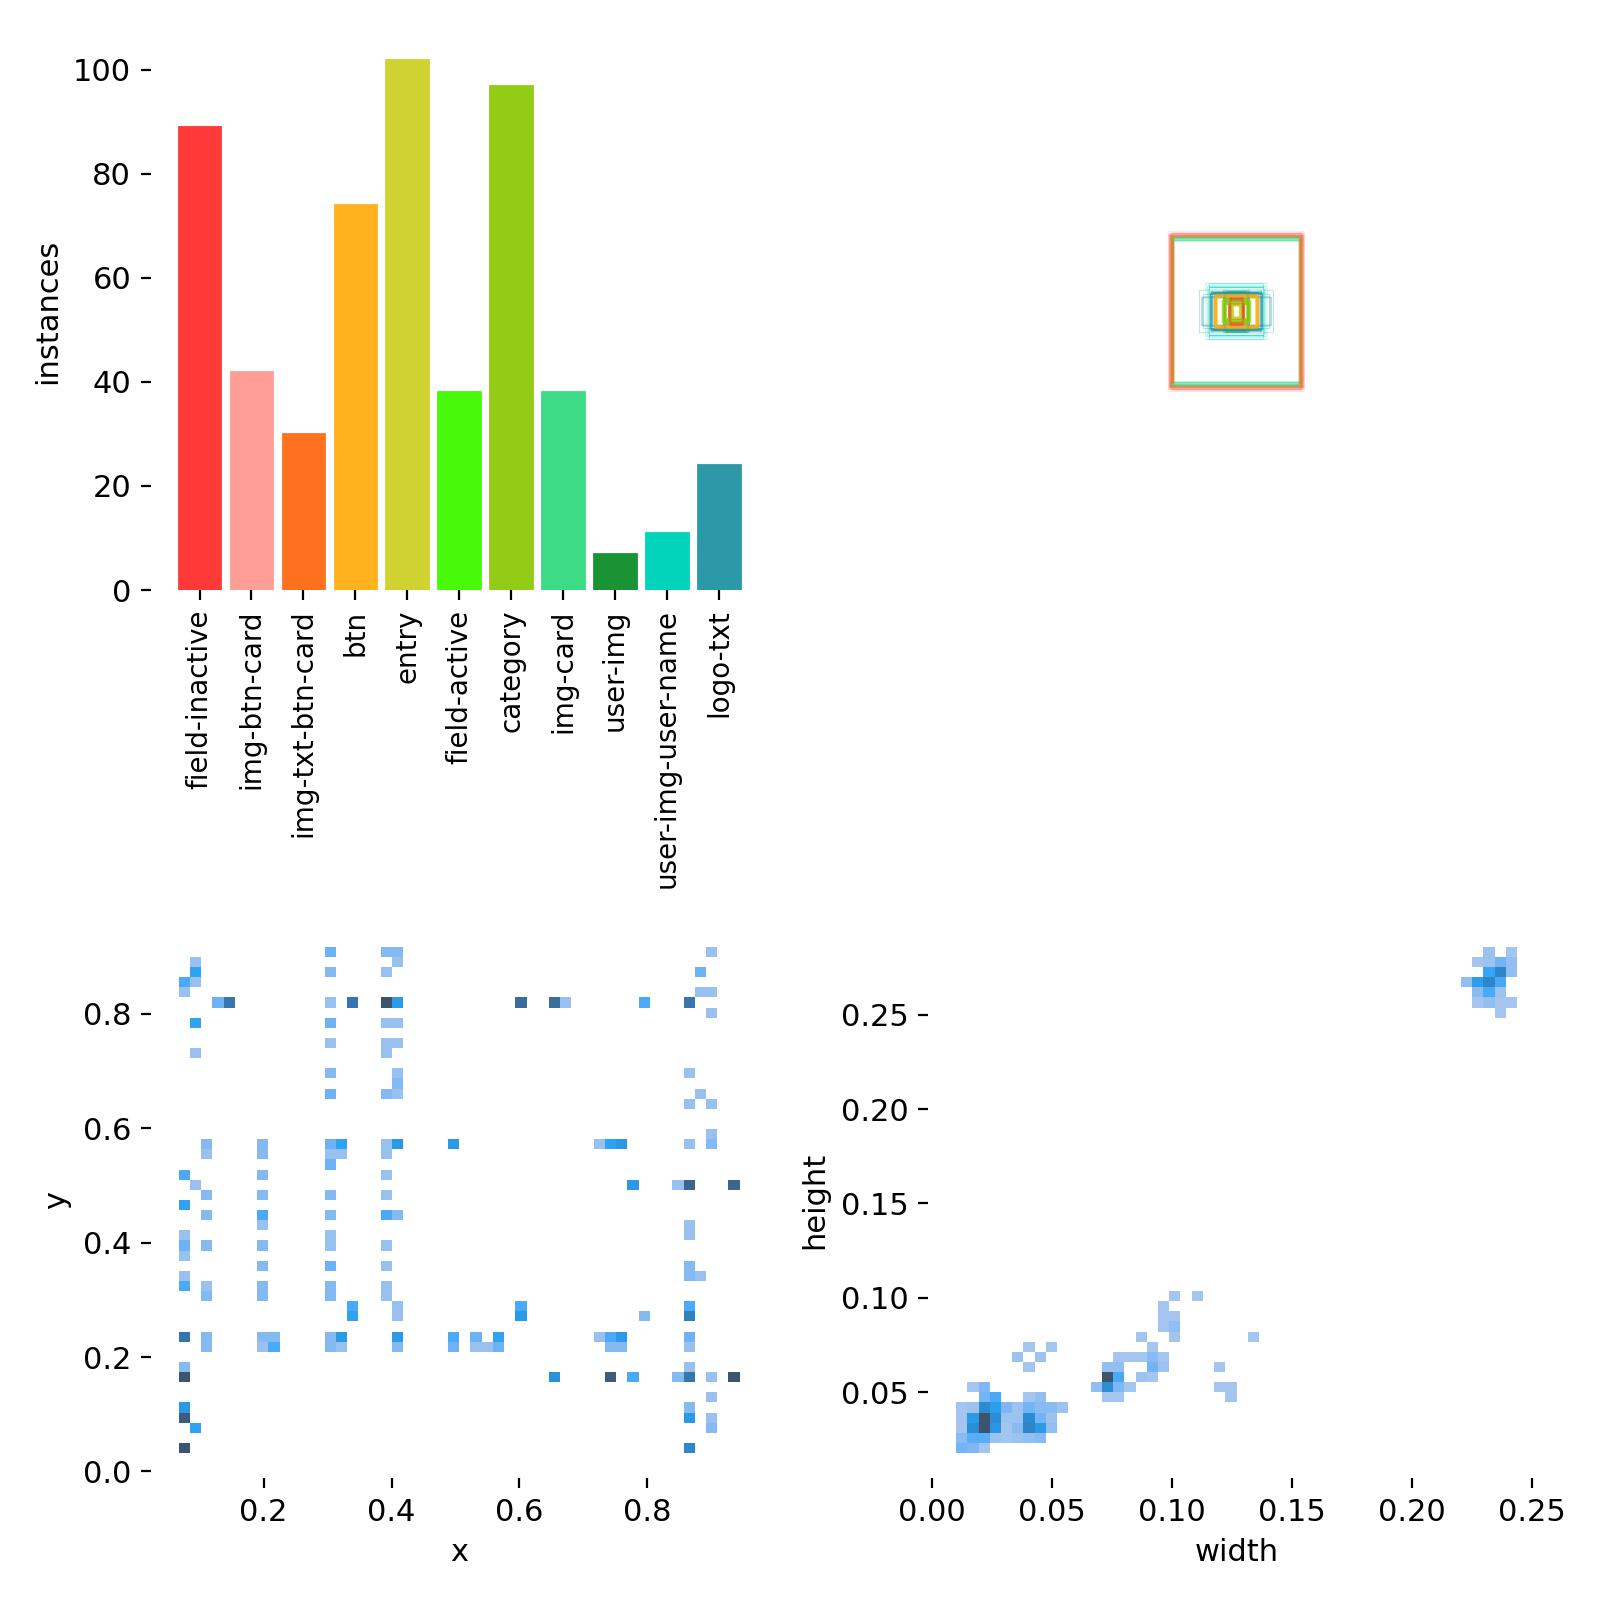 100
80
60
40
20
0
instances
field-inactive
img-btn-card
img-txt-btn-card
btn
entry
field-active
category
img-card
user-img
user-img-user-name
logo-txt
0.8
0.6
0.4
0.2
0.0
y
0.2 0.4 0.6 0.8
x
0.25
0.20
0.15
0.10
0.05
height
0.00 0.05 0.10 0.15 0.20 0.25
width